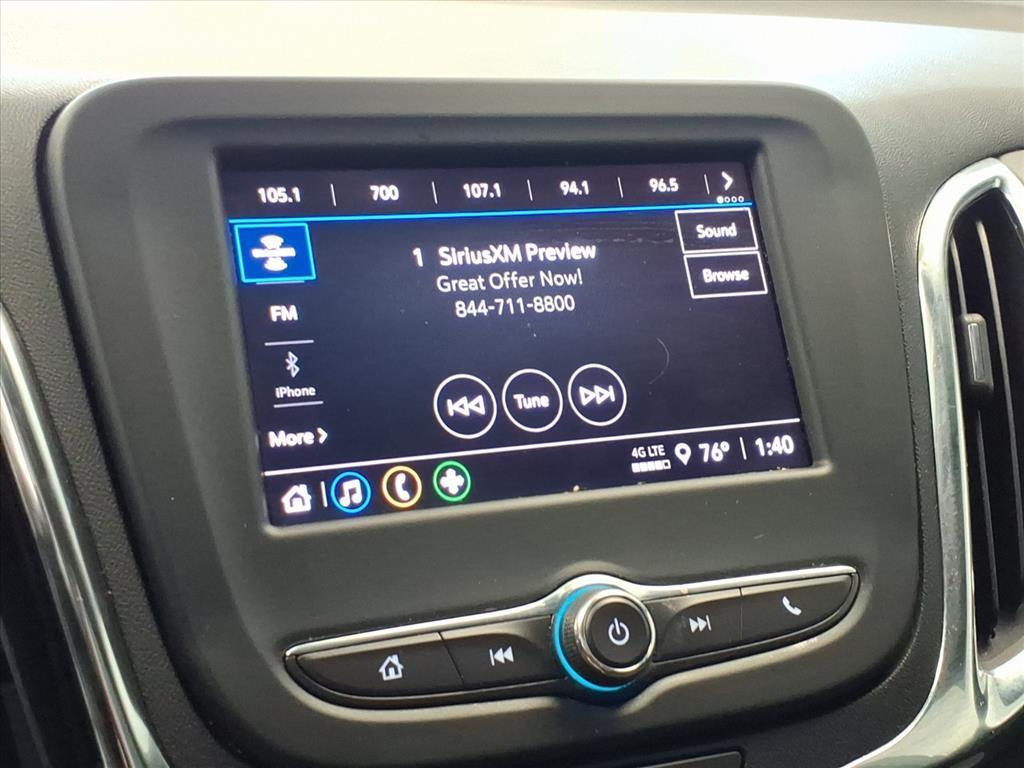 105.1 | 700 | 107.1 | 94.1 | 96.5 | >
Sound
1 SiriusXM Preview
Great Offer Now!
844-711-8800
Browse
FM
iPhone
More >
Tune
4G LTE
76° | 1:40